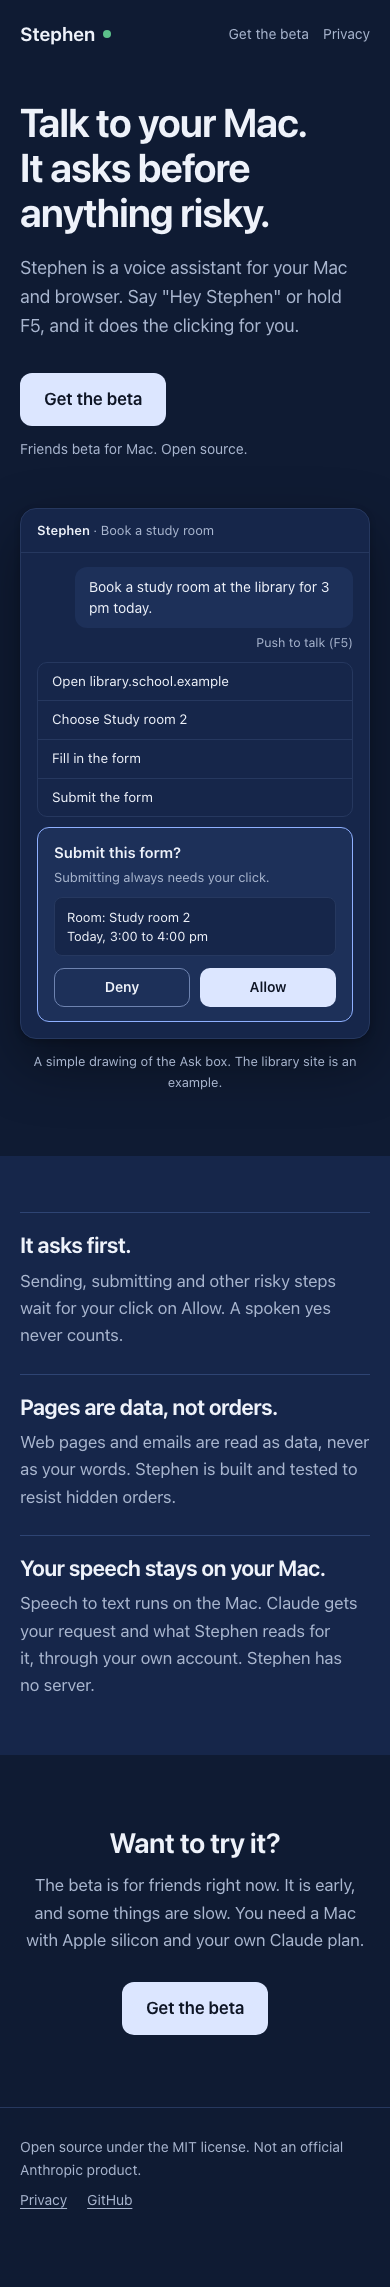 Stephen
Get the beta
Privacy
Talk to your Mac.
It asks before
anything risky.
Stephen is a voice assistant for your Mac
and browser. Say "Hey Stephen" or hold
F5, and it does the clicking for you.
Get the beta
Friends beta for Mac. Open source.
Stephen · Book a study room
Book a study room at the library for 3
pm today.
Push to talk (F5)
Open library.school.example
Choose Study room 2
Fill in the form
Submit the form
Submit this form?
Submitting always needs your click.
Room: Study room 2
Today, 3:00 to 4:00 pm
Deny
Allow
A simple drawing of the Ask box. The library site is an
example.
It asks first.
Sending, submitting and other risky steps
wait for your click on Allow. A spoken yes
never counts.
Pages are data, not orders.
Web pages and emails are read as data, never
as your words. Stephen is built and tested to
resist hidden orders.
Your speech stays on your Mac.
Speech to text runs on the Mac. Claude gets
your request and what Stephen reads for
it, through your own account. Stephen has
no server.
Want to try it?
The beta is for friends right now. It is early,
and some things are slow. You need a Mac
with Apple silicon and your own Claude plan.
Get the beta
Open source under the MIT license. Not an official
Anthropic product.
Privacy
GitHub